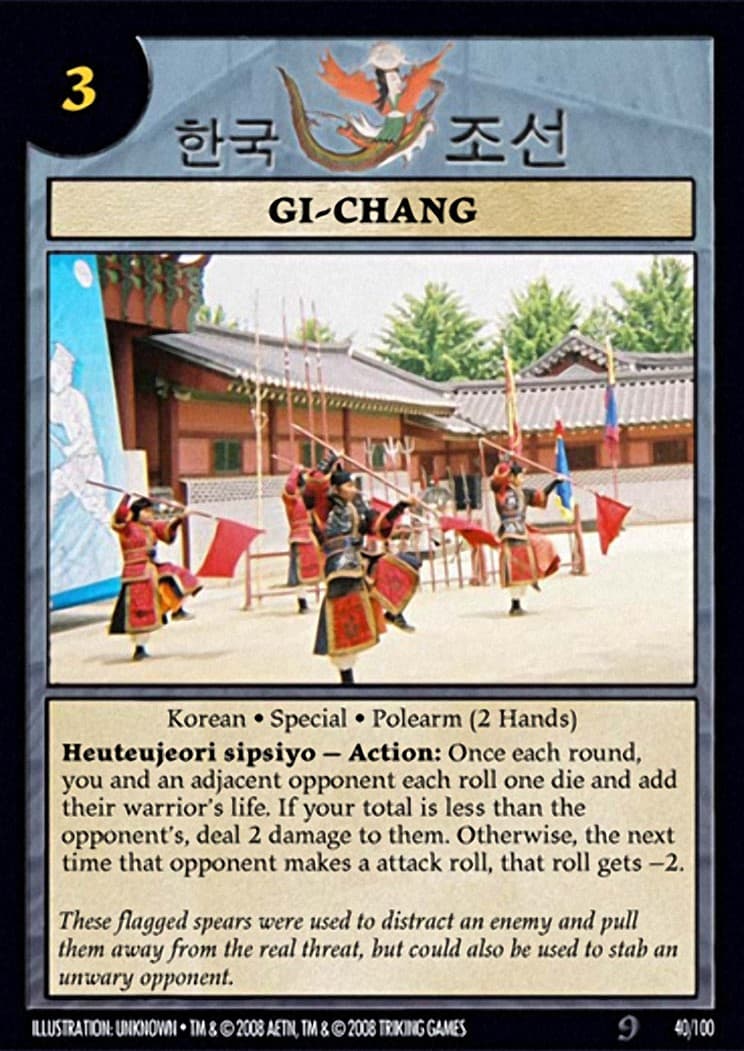 3
한국 조선
GI-CHANG
Korean • Special • Polearm (2 Hands)
Heuteujeori sipsiyo – Action: Once each round,
you and an adjacent opponent each roll one die and add
their warrior's life. If your total is less than the
opponent's, deal 2 damage to them. Otherwise, the next
time that opponent makes a attack roll, that roll gets –2.
These flagged spears were used to distract an enemy and pull
them away from the real threat, but could also be used to stab an
unwary opponent.
ILLUSTRATION: UNKNOWN • TM & © 2008 AETN, TM & © 2008 TRIKING GAMES 9 40/100